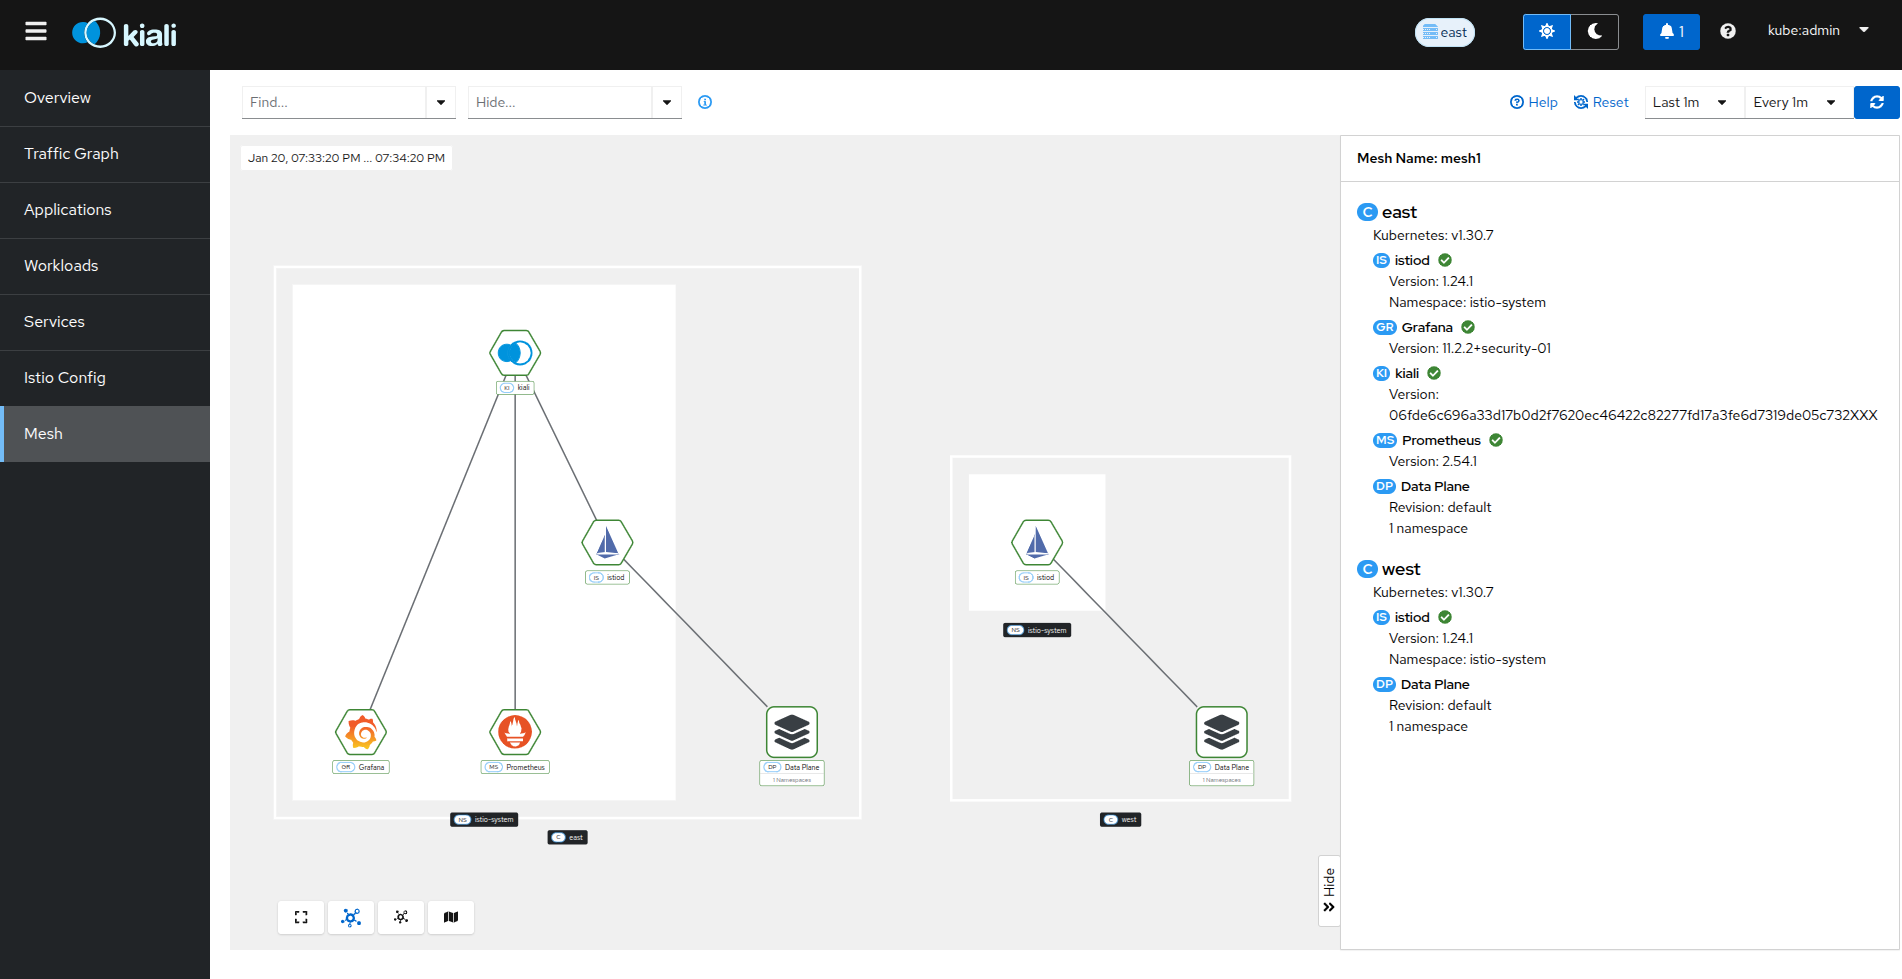 kiali
east
1
kube:admin
Overview
Traffic Graph
Applications
Workloads
Services
Istio Config
Mesh
Find...
Hide...
Help
Reset
Last 1m
Every 1m
Jan 20, 07:33:20 PM ... 07:34:20 PM
KI kiali
IS istiod
GR Grafana
MS Prometheus
DP Data Plane
1 Namespaces
NS istio-system
C east
IS istiod
NS istio-system
DP Data Plane
1 Namespaces
C west
Hide
Mesh Name: mesh1
C east
Kubernetes: v1.30.7
IS istiod
Version: 1.24.1
Namespace: istio-system
GR Grafana
Version: 11.2.2+security-01
KI kiali
Version:
06fde6c696a33d17b0d2f7620ec46422c82277fd17a3fe6d7319de05c732XXX
MS Prometheus
Version: 2.54.1
DP Data Plane
Revision: default
1 namespace
C west
Kubernetes: v1.30.7
IS istiod
Version: 1.24.1
Namespace: istio-system
DP Data Plane
Revision: default
1 namespace